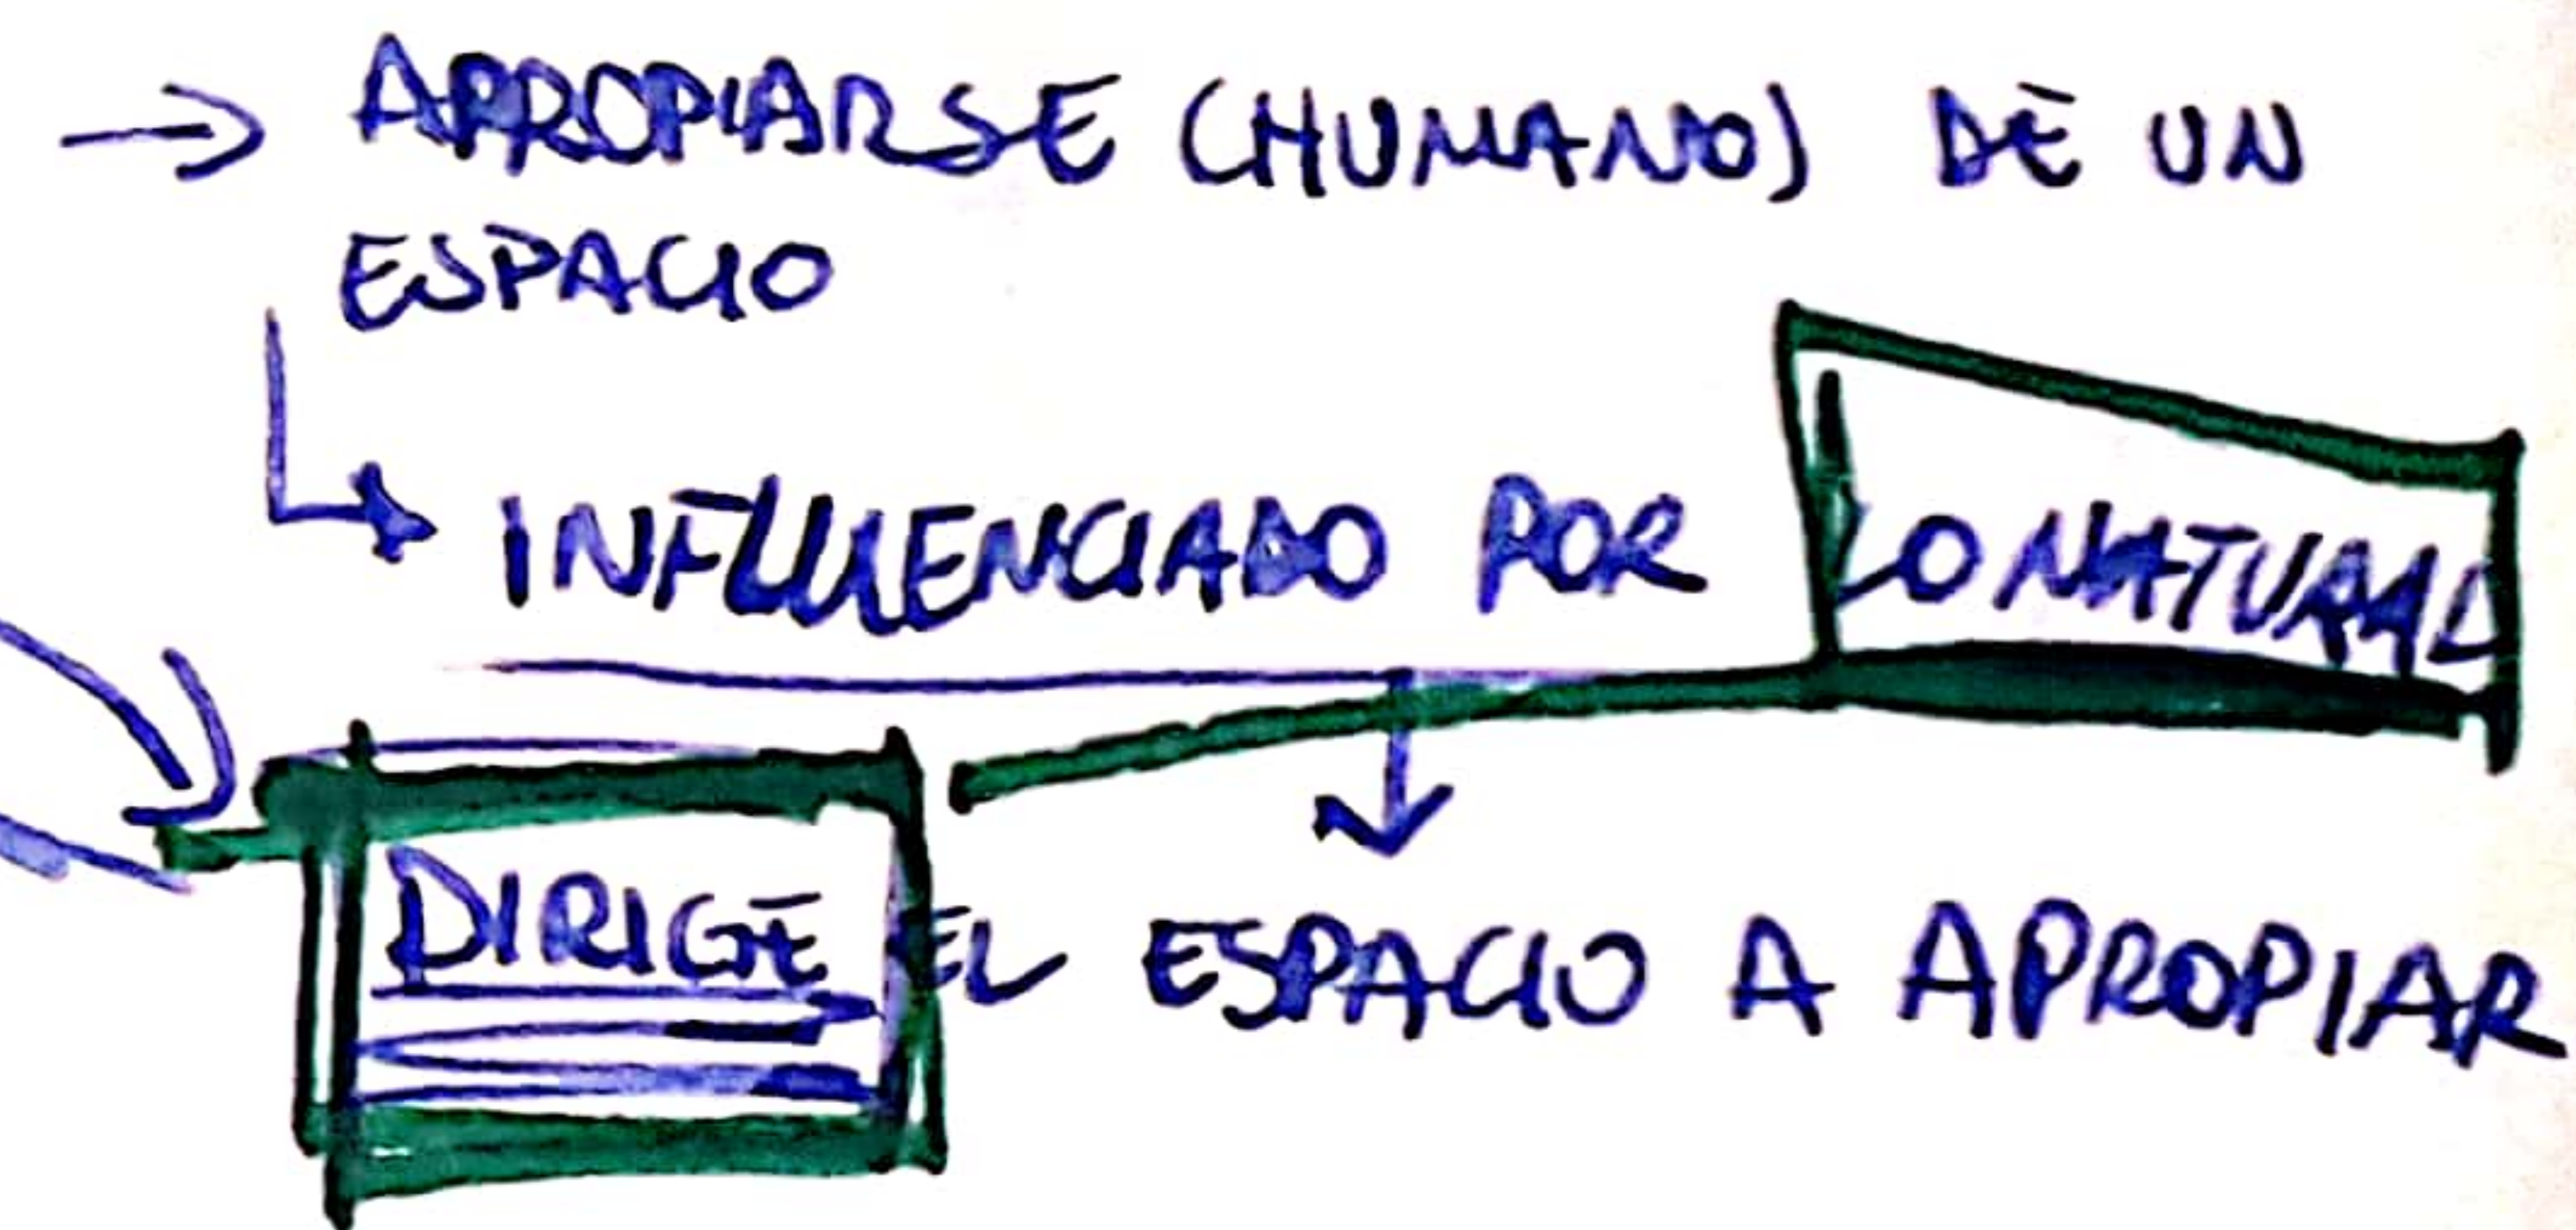 → APROPIARSE (HUMANO) DE UN
ESPACIO
INFLUENCIADO POR LO NATURAL
DIRIGE EL ESPACIO A APROPIAR